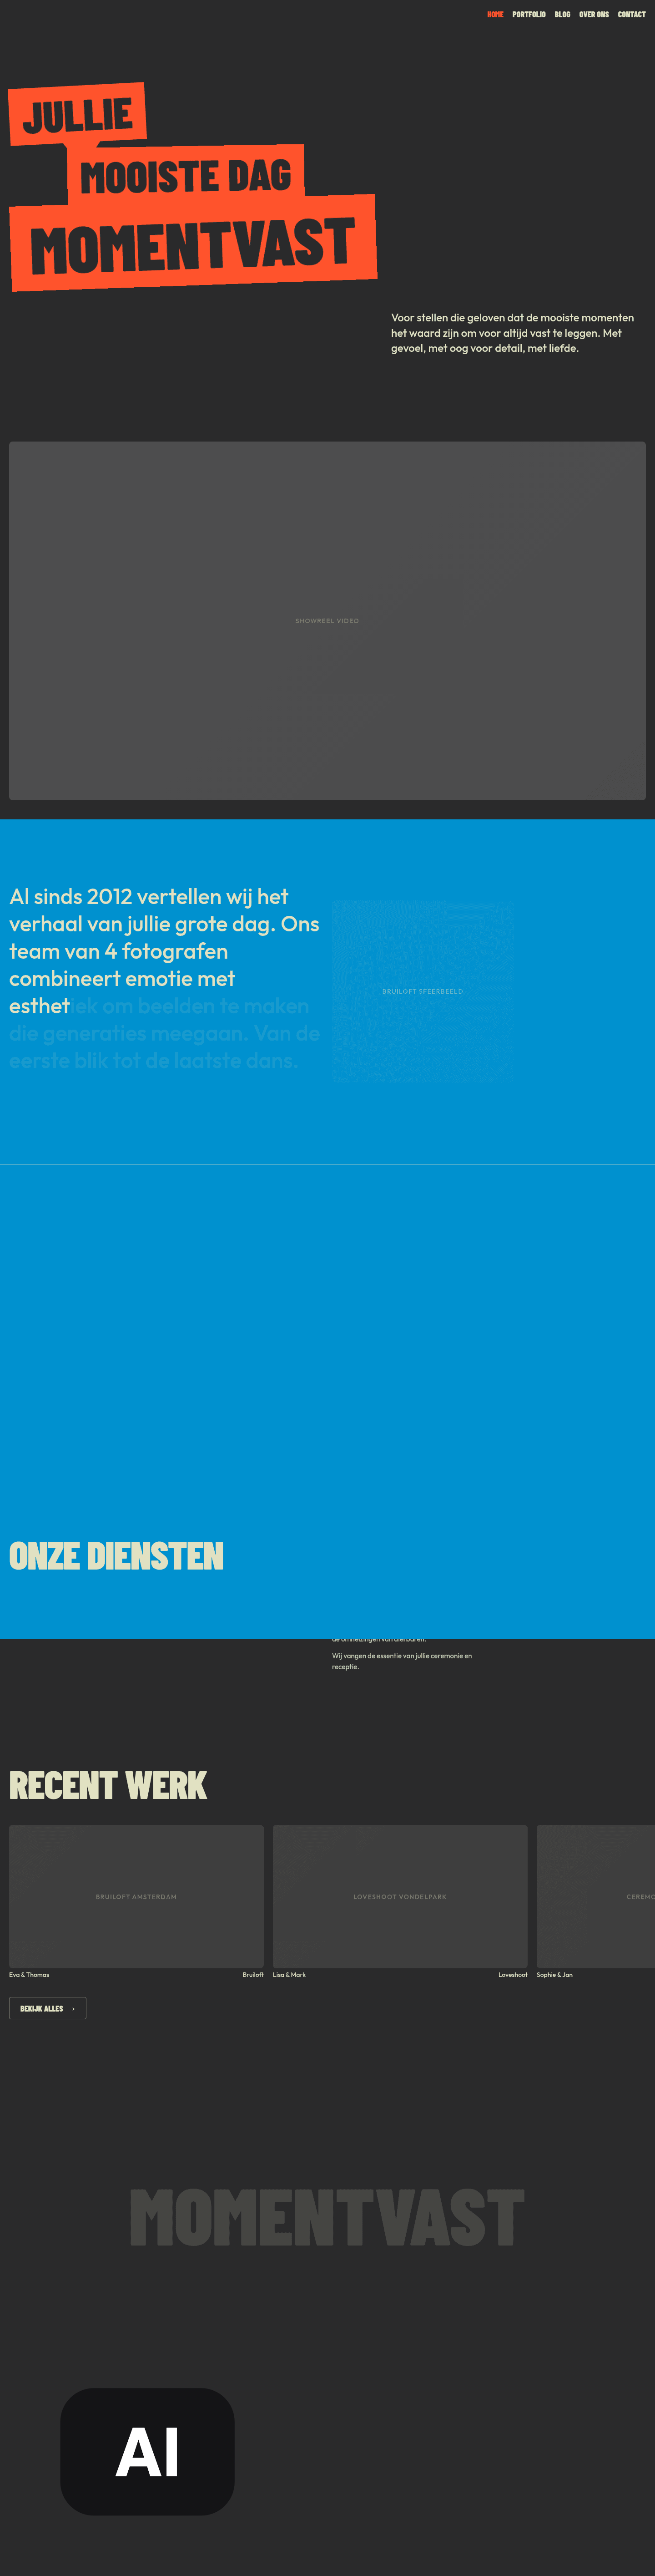 HOME PORTFOLIO BLOG OVER ONS CONTACT
JULLIE
MOOISTE DAG
MOMENTVAST
Voor stellen die geloven dat de mooiste momenten
het waard zijn om voor altijd vast te leggen. Met
gevoel, met oog voor detail, met liefde.
SHOWREEL VIDEO
Al sinds 2012 vertellen wij het
verhaal van jullie grote dag. Ons
team van 4 fotografen
combineert emotie met
esthetiek om beelden te maken
die generaties meegaan. Van de
eerste blik tot de laatste dans.
BRUILOFT SFEERBEELD
ONZE DIENSTEN
de omhelzingen van dierbaren.
Wij vangen de essentie van jullie ceremonie en
receptie.
RECENT WERK
BRUILOFT AMSTERDAM
LOVESHOOT VONDELPARK
CEREMO
Eva & Thomas Bruiloft
Lisa & Mark Loveshoot
Sophie & Jan
BEKIJK ALLES →
MOMENTVAST
AI